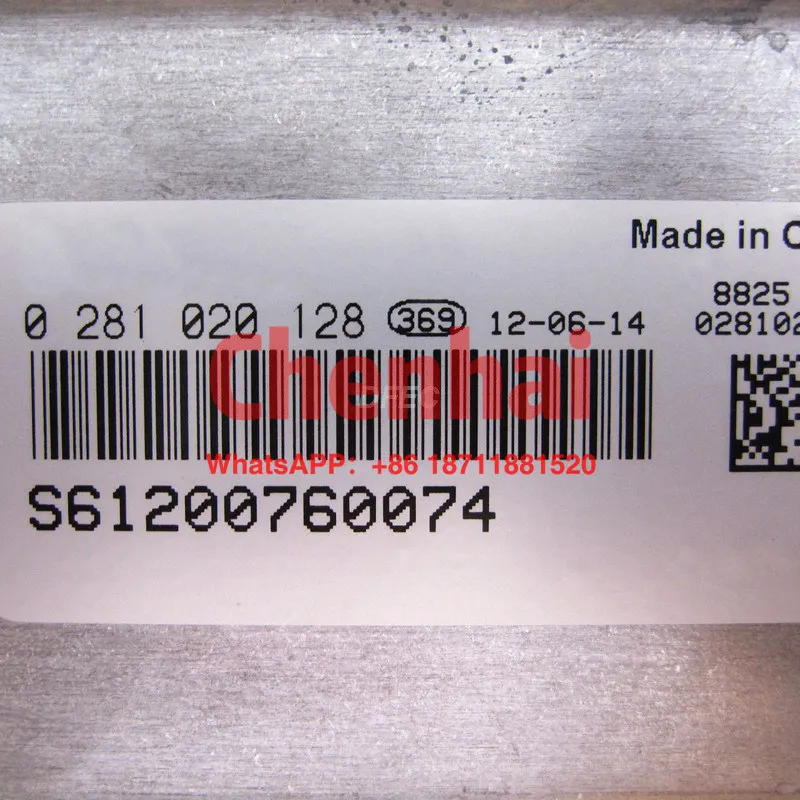 Made in C
8825
0 281 020 128 369 12-06-14 028102
Chenhai
CFEC
WhatsAPP: +86 18711881520
S61200760074